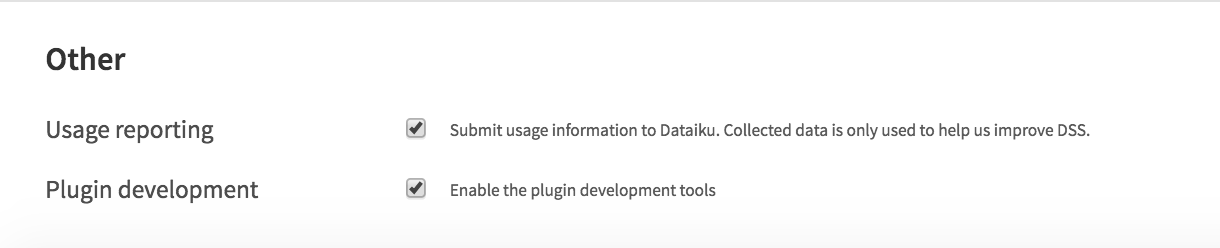 Other
Usage reporting Submit usage information to Dataiku. Collected data is only used to help us improve DSS.
Plugin development Enable the plugin development tools